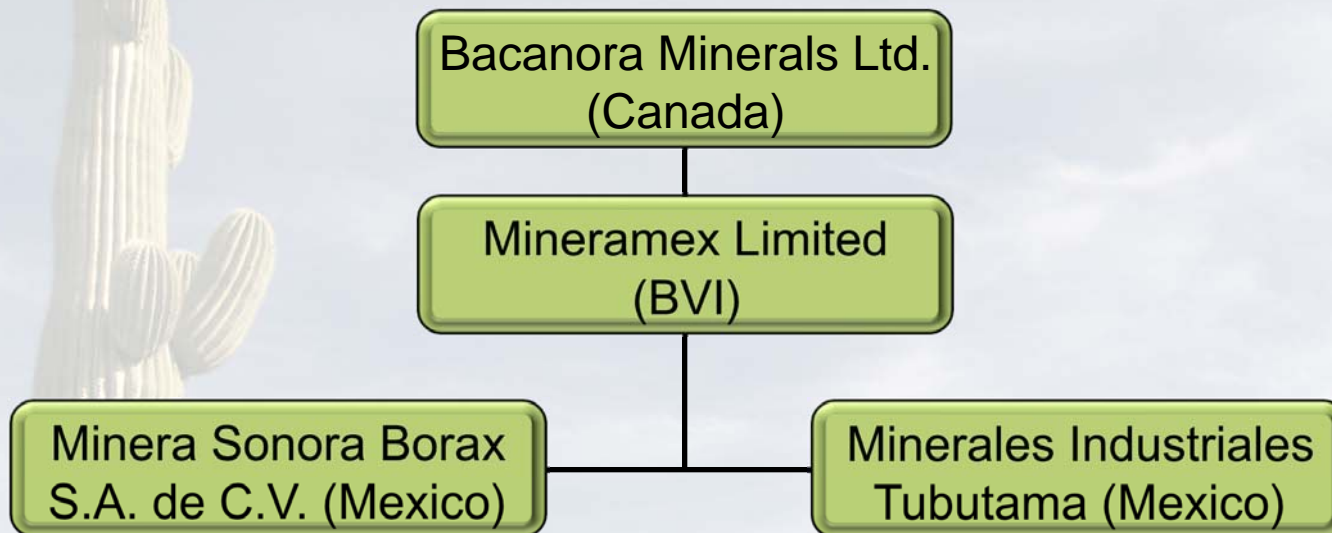 Bacanora Minerals Ltd.
(Canada)
Mineramex Limited
(BVI)
Minera Sonora Borax
S.A. de C.V. (Mexico)
Minerales Industriales
Tubutama (Mexico)